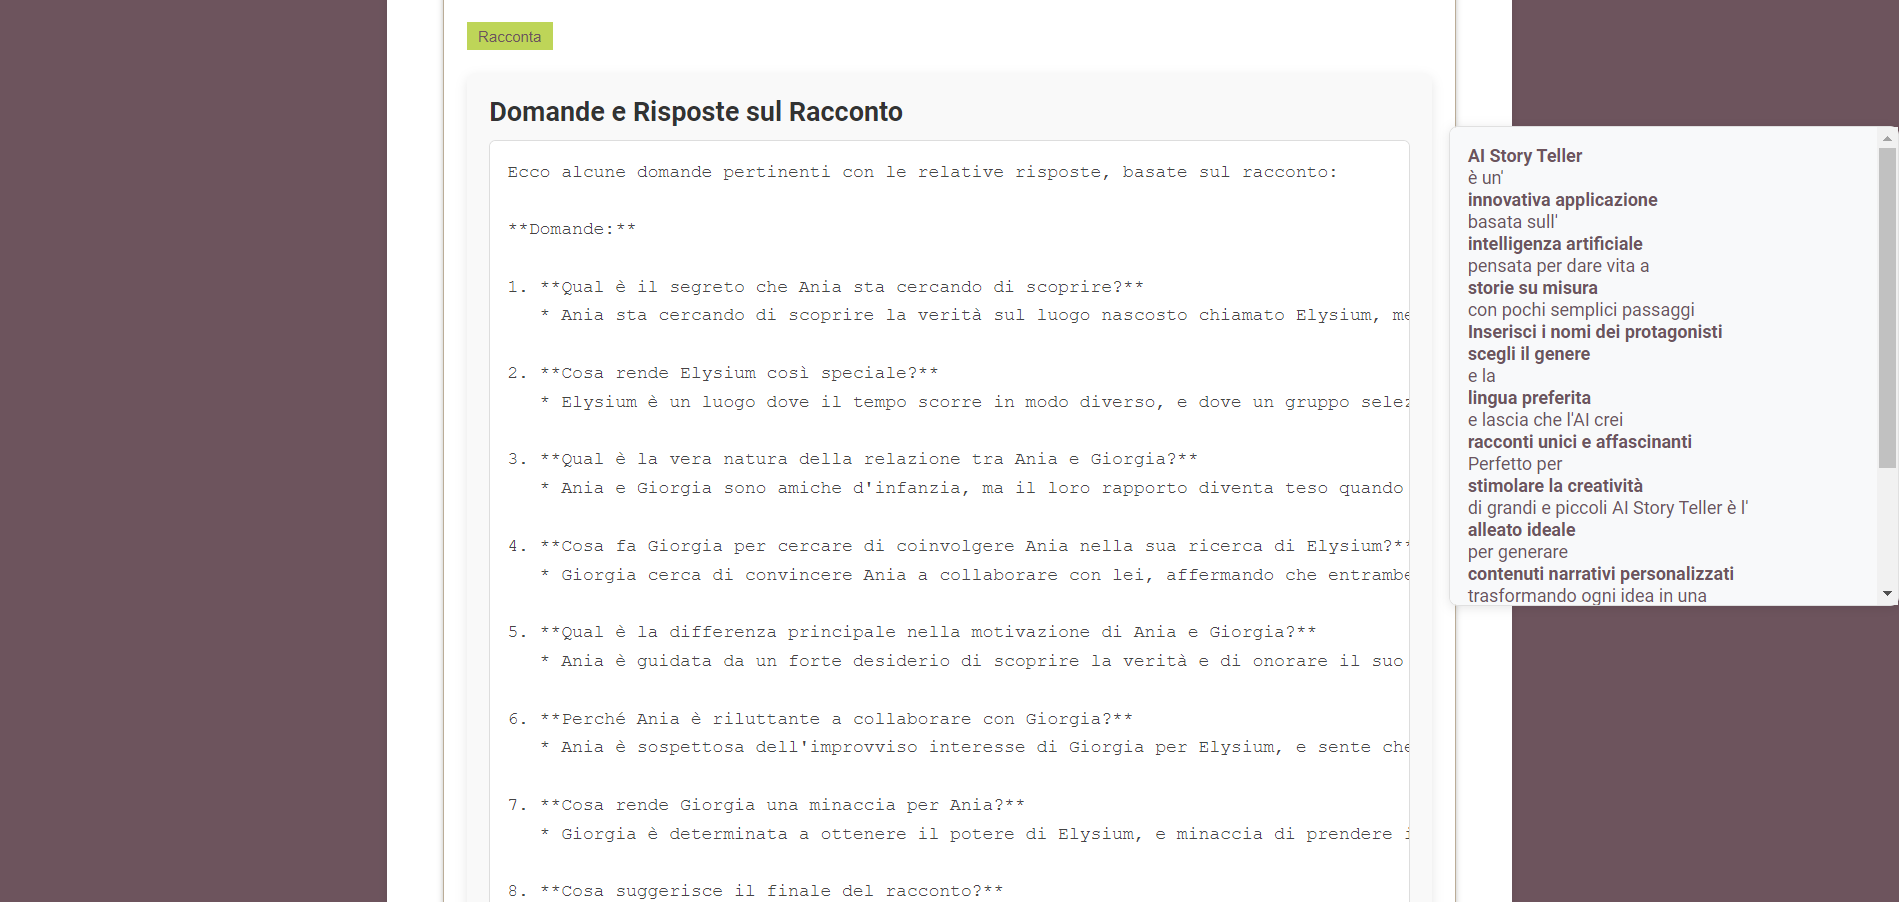 Racconta
Domande e Risposte sul Racconto
Ecco alcune domande pertinenti con le relative risposte, basate sul racconto:
**Domande:**
1. **Qual è il segreto che Ania sta cercando di scoprire?**
* Ania sta cercando di scoprire la verità sul luogo nascosto chiamato Elysium, me
2. **Cosa rende Elysium così speciale?**
* Elysium è un luogo dove il tempo scorre in modo diverso, e dove un gruppo selez
3. **Qual è la vera natura della relazione tra Ania e Giorgia?**
* Ania e Giorgia sono amiche d'infanzia, ma il loro rapporto diventa teso quando
4. **Cosa fa Giorgia per cercare di coinvolgere Ania nella sua ricerca di Elysium?**
* Giorgia cerca di convincere Ania a collaborare con lei, affermando che entrambe
5. **Qual è la differenza principale nella motivazione di Ania e Giorgia?**
* Ania è guidata da un forte desiderio di scoprire la verità e di onorare il suo
6. **Perché Ania è riluttante a collaborare con Giorgia?**
* Ania è sospettosa dell'improvviso interesse di Giorgia per Elysium, e sente che
7. **Cosa rende Giorgia una minaccia per Ania?**
* Giorgia è determinata a ottenere il potere di Elysium, e minaccia di prendere i
8. **Cosa suggerisce il finale del racconto?**
AI Story Teller
è un'
innovativa applicazione
basata sull'
intelligenza artificiale
pensata per dare vita a
storie su misura
con pochi semplici passaggi
Inserisci i nomi dei protagonisti
scegli il genere
e la
lingua preferita
e lascia che l'AI crei
racconti unici e affascinanti
Perfetto per
stimolare la creatività
di grandi e piccoli AI Story Teller è l'
alleato ideale
per generare
contenuti narrativi personalizzati
trasformando ogni idea in una